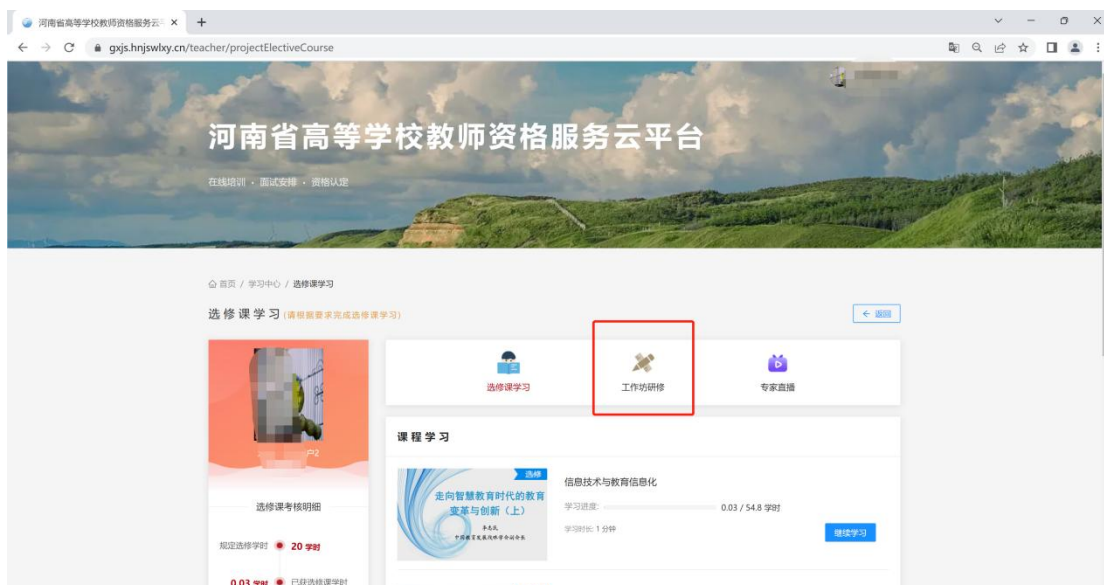 河南省高等学校教师资格服务云
gxjs.hnjswlxy.cn/teacher/projectElectiveCourse
河南省高等学校教师资格服务云平台
在线培训 · 面试安排 · 资格认定
首页 / 学习中心 / 选修课学习
选修课学习 (请根据要求完成选修课学习)
← 返回
选修课学习
工作坊研修
专家直播
户2
选修课考核明细
规定选修学时 20 学时
0.03 学时 已获选修课学时
课程学习
选修
走向智慧教育时代的教育
变革与创新（上）
信息技术与教育信息化
学习进度: 0.03 / 54.8 学时
学习时长: 1 分钟
继续学习